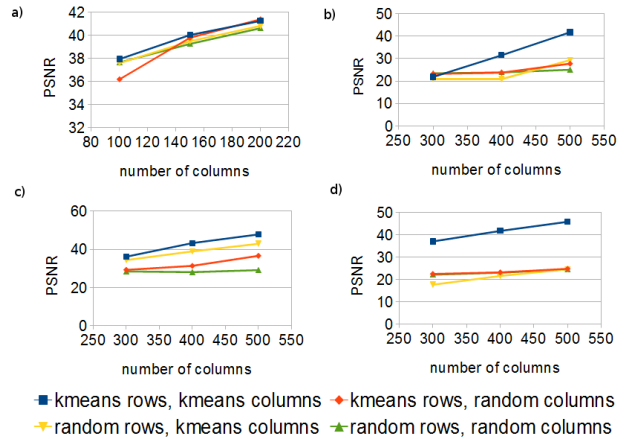 a)
42
40
38
36
34
32
PSNR
80 100 120 140 160 180 200 220
number of columns
b)
50
40
30
20
10
0
PSNR
250 300 350 400 450 500 550
number of columns
c)
60
40
20
0
PSNR
250 300 350 400 450 500 550
number of columns
d)
50
40
30
20
10
0
PSNR
250 300 350 400 450 500 550
number of columns
kmeans rows, kmeans columns
kmeans rows, random columns
random rows, kmeans columns
random rows, random columns